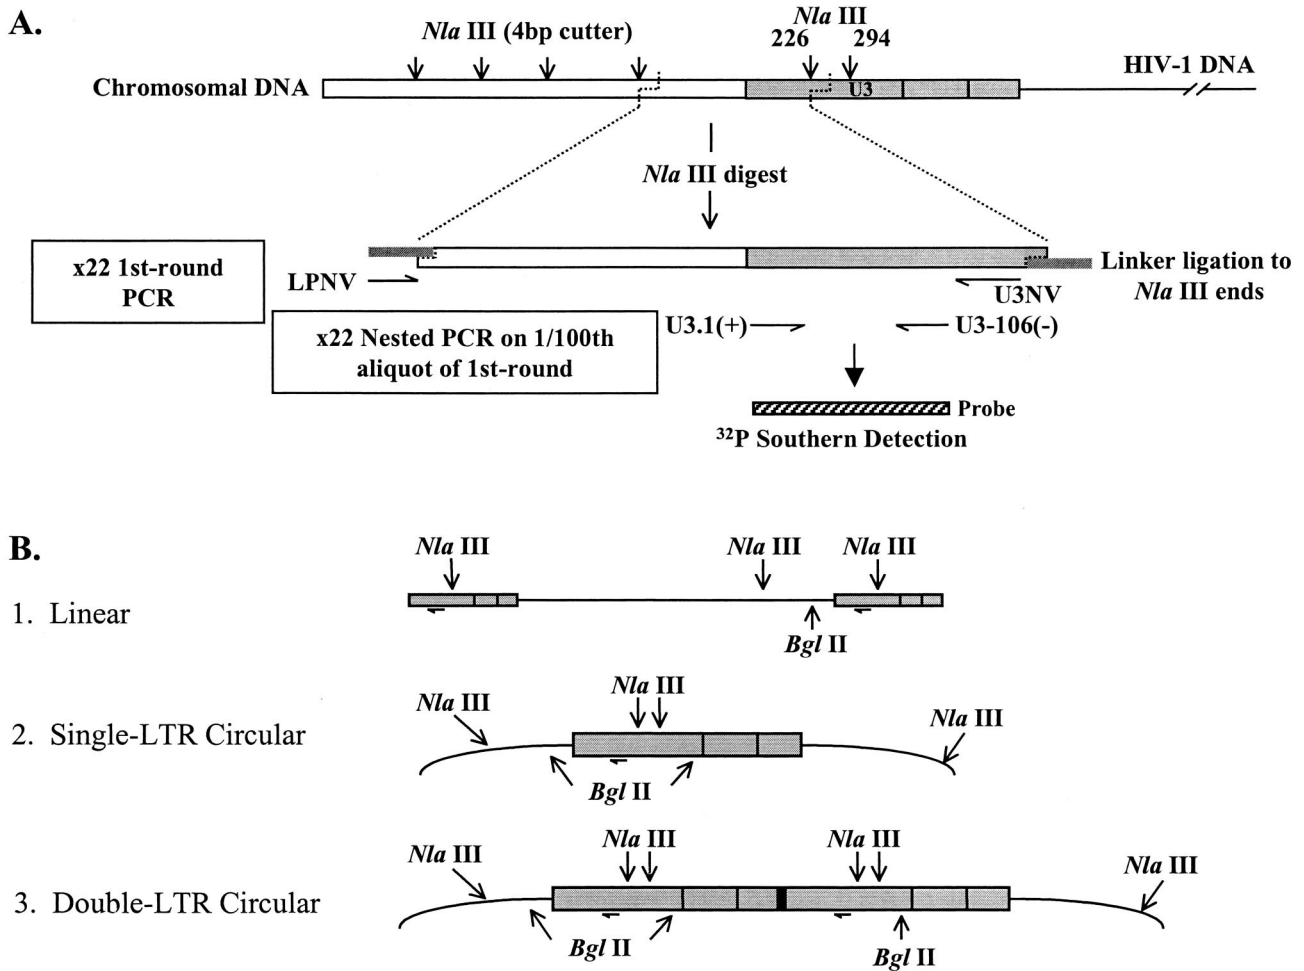 A.
Nla III (4bp cutter)
Nla III
226 294
Chromosomal DNA
U3
HIV-1 DNA
Nla III digest
x22 1st-round
PCR
LPNV
Linker ligation to
Nla III ends
U3NV
x22 Nested PCR on 1/100th
aliquot of 1st-round
U3.1(+)
U3-106(-)
Probe
32P Southern Detection
B.
Nla III Nla III Nla III
1. Linear
Bgl II
Nla III
Nla III
Nla III
2. Single-LTR Circular
Bgl II
Nla III Nla III
Nla III
Nla III
3. Double-LTR Circular
Bgl II
Bgl II